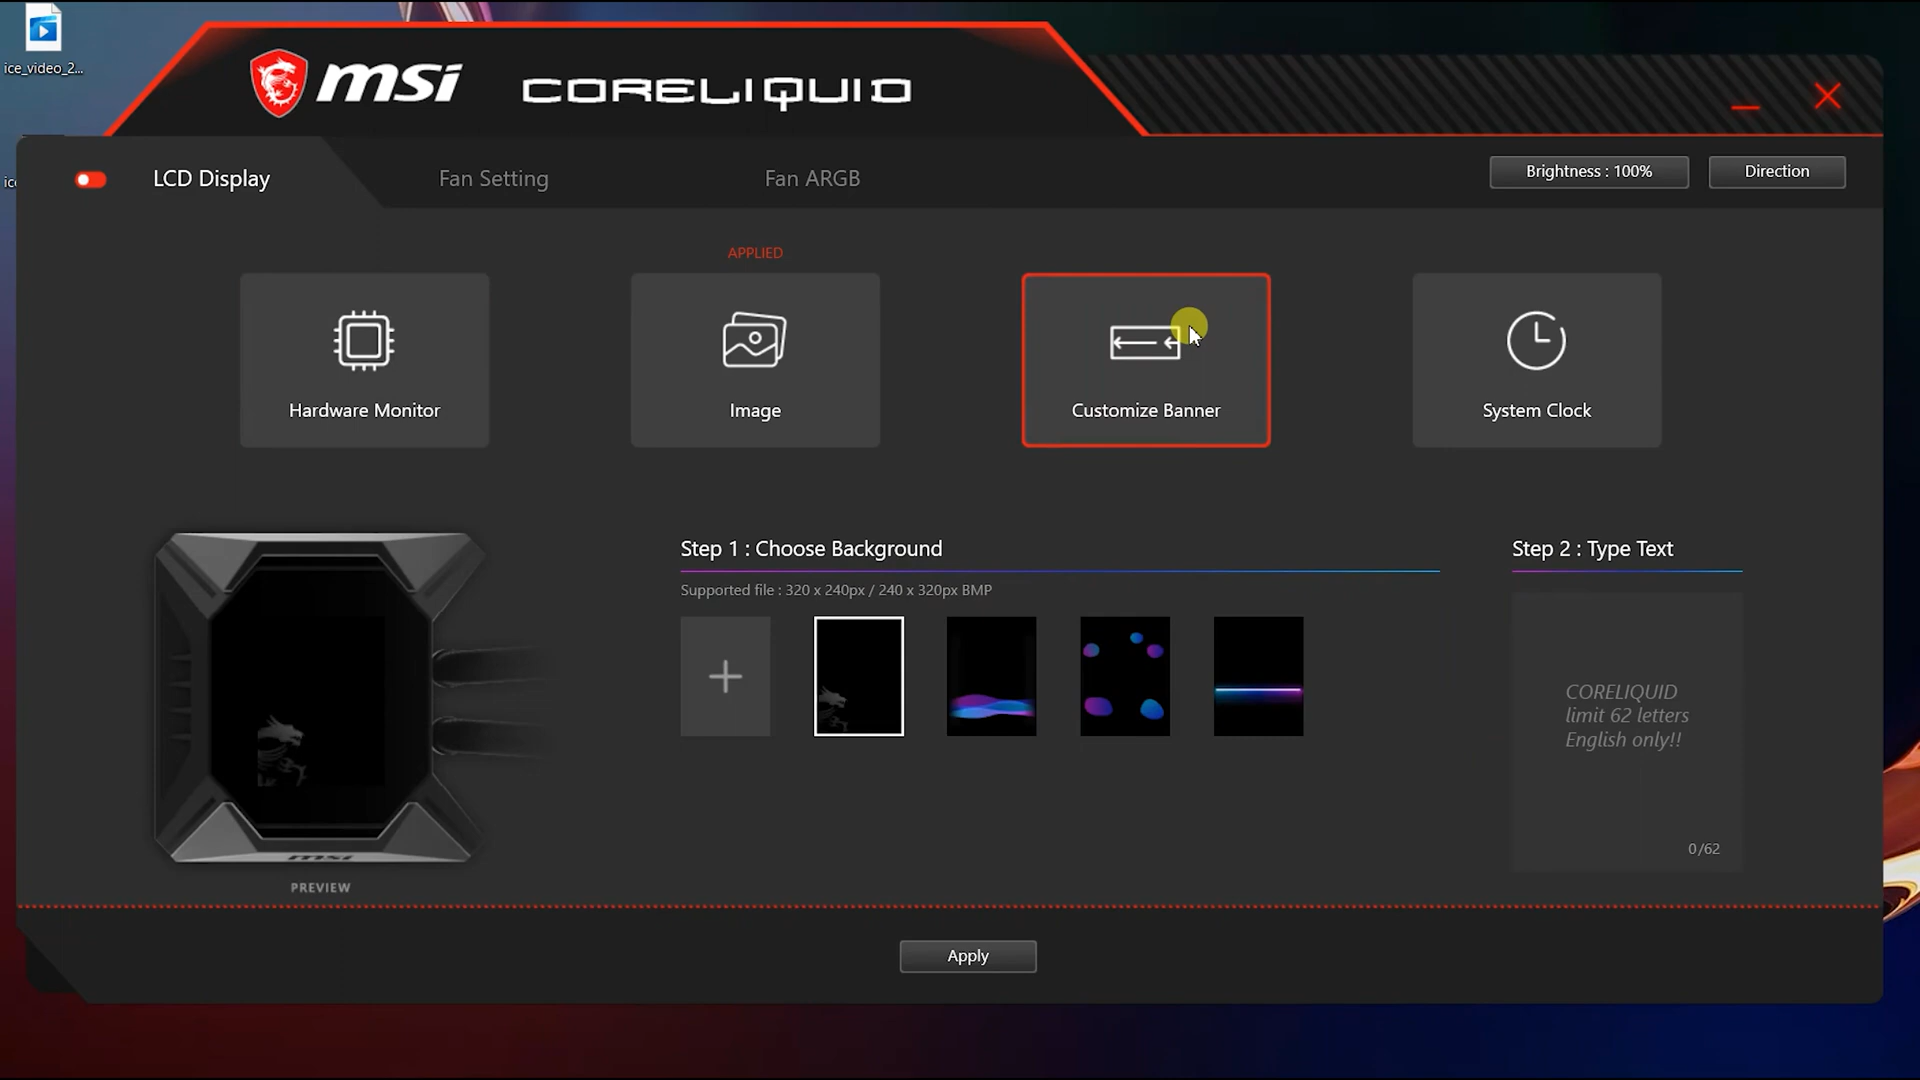 ice_video_2...
msi CORELIQUID
ic
LCD Display
Fan Setting
Fan ARGB
Brightness : 100%
Direction
APPLIED
Hardware Monitor
Image
Customize Banner
System Clock
Step 1 : Choose Background
Supported file : 320 x 240px / 240 x 320px BMP
Step 2 : Type Text
CORELIQUID
limit 62 letters
English only!!
0/62
msi
PREVIEW
Apply